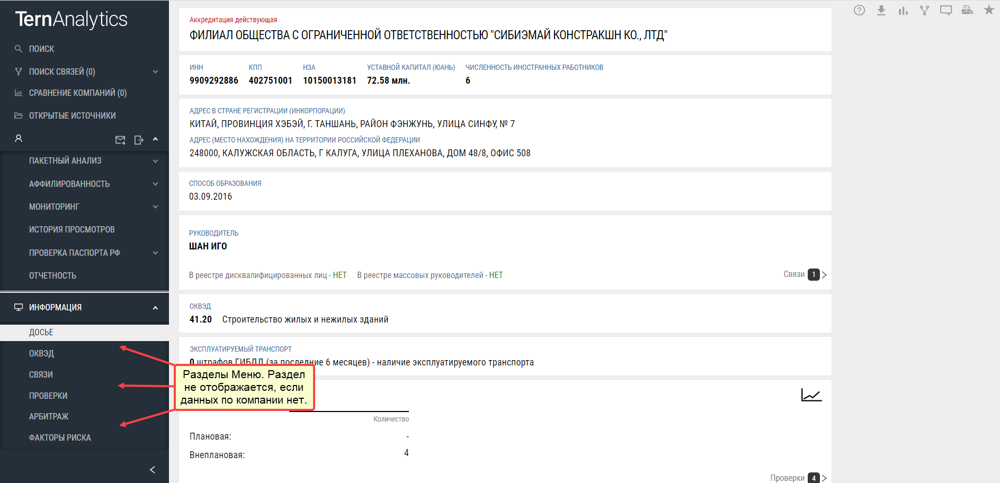 TernAnalytics
ПОИСК
ПОИСК СВЯЗЕЙ (0)
СРАВНЕНИЕ КОМПАНИЙ (0)
ОТКРЫТЫЕ ИСТОЧНИКИ
ПАКЕТНЫЙ АНАЛИЗ
АФФИЛИРОВАННОСТЬ
МОНИТОРИНГ
ИСТОРИЯ ПРОСМОТРОВ
ПРОВЕРКА ПАСПОРТА РФ
ОТЧЕТНОСТЬ
ИНФОРМАЦИЯ
ДОСЬЕ
ОКВЭД
СВЯЗИ
ПРОВЕРКИ
АРБИТРАЖ
ФАКТОРЫ РИСКА
Аккредитация действующая
ФИЛИАЛ ОБЩЕСТВА С ОГРАНИЧЕННОЙ ОТВЕТСТВЕННОСТЬЮ "СИБИЭМАЙ КОНСТРАКШН КО., ЛТД"
ИНН КПП НЗА УСТАВНОЙ КАПИТАЛ (ЮАНЬ) ЧИСЛЕННОСТЬ ИНОСТРАННЫХ РАБОТНИКОВ
9909292886 402751001 10150013181 72.58 млн. 6
АДРЕС В СТРАНЕ РЕГИСТРАЦИИ (ИНКОРПОРАЦИИ)
КИТАЙ, ПРОВИНЦИЯ ХЭБЭЙ, Г. ТАНШАНЬ, РАЙОН ФЭНЖУНЬ, УЛИЦА СИНФУ, № 7
АДРЕС (МЕСТО НАХОЖДЕНИЯ) НА ТЕРРИТОРИИ РОССИЙСКОЙ ФЕДЕРАЦИИ
248000, КАЛУЖСКАЯ ОБЛАСТЬ, Г КАЛУГА, УЛИЦА ПЛЕХАНОВА, ДОМ 48/8, ОФИС 508
СПОСОБ ОБРАЗОВАНИЯ
03.09.2016
РУКОВОДИТЕЛЬ
ШАН ИГО
В реестре дисквалифицированных лиц - НЕТ В реестре массовых руководителей - НЕТ
Связи 1
ОКВЭД
41.20 Строительство жилых и нежилых зданий
ЭКСПЛУАТИРУЕМЫЙ ТРАНСПОРТ
0 штрафов ГИБДД (за последние 6 месяцев) - наличие эксплуатируемого транспорта
Разделы Меню. Раздел
не отображается, если
данных по компании нет.
Количество
Плановая: -
Внеплановая: 4
Проверки 4